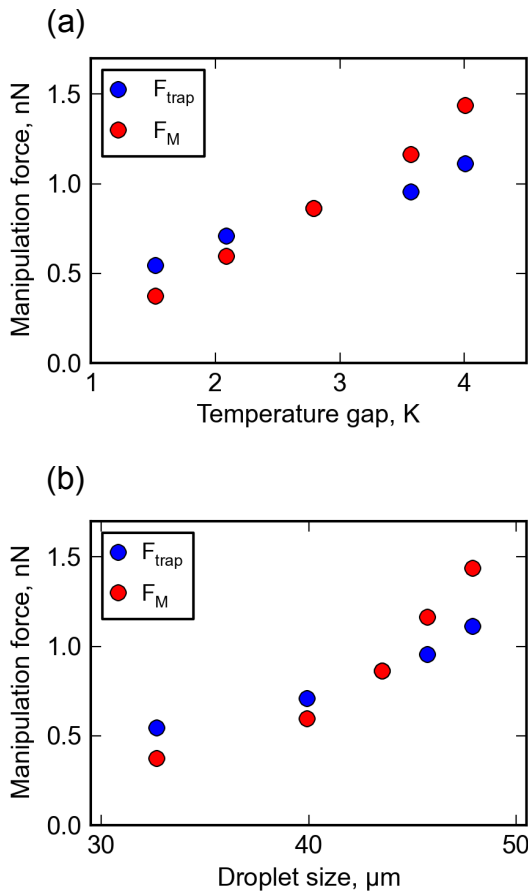 (a)
Manipulation force, nN
1.5
1.0
0.5
0.0
F_trap
F_M
1 2 3 4
Temperature gap, K
(b)
Manipulation force, nN
1.5
1.0
0.5
0.0
F_trap
F_M
30 40 50
Droplet size, μm